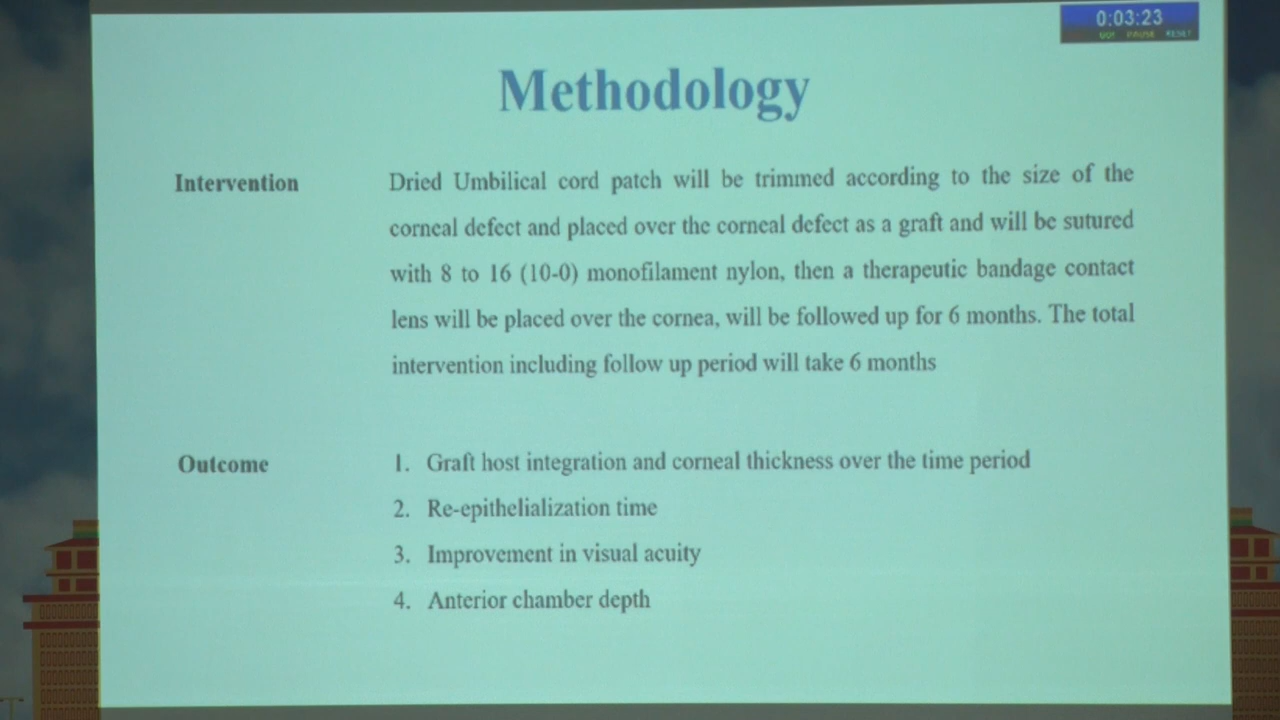 0:03:23
GO! PAUSE RESET
Methodology
Intervention
Dried Umbilical cord patch will be trimmed according to the size of the
corneal defect and placed over the corneal defect as a graft and will be sutured
with 8 to 16 (10-0) monofilament nylon, then a therapeutic bandage contact
lens will be placed over the cornea, will be followed up for 6 months. The total
intervention including follow up period will take 6 months
Outcome
1. Graft host integration and corneal thickness over the time period
2. Re-epithelialization time
3. Improvement in visual acuity
4. Anterior chamber depth